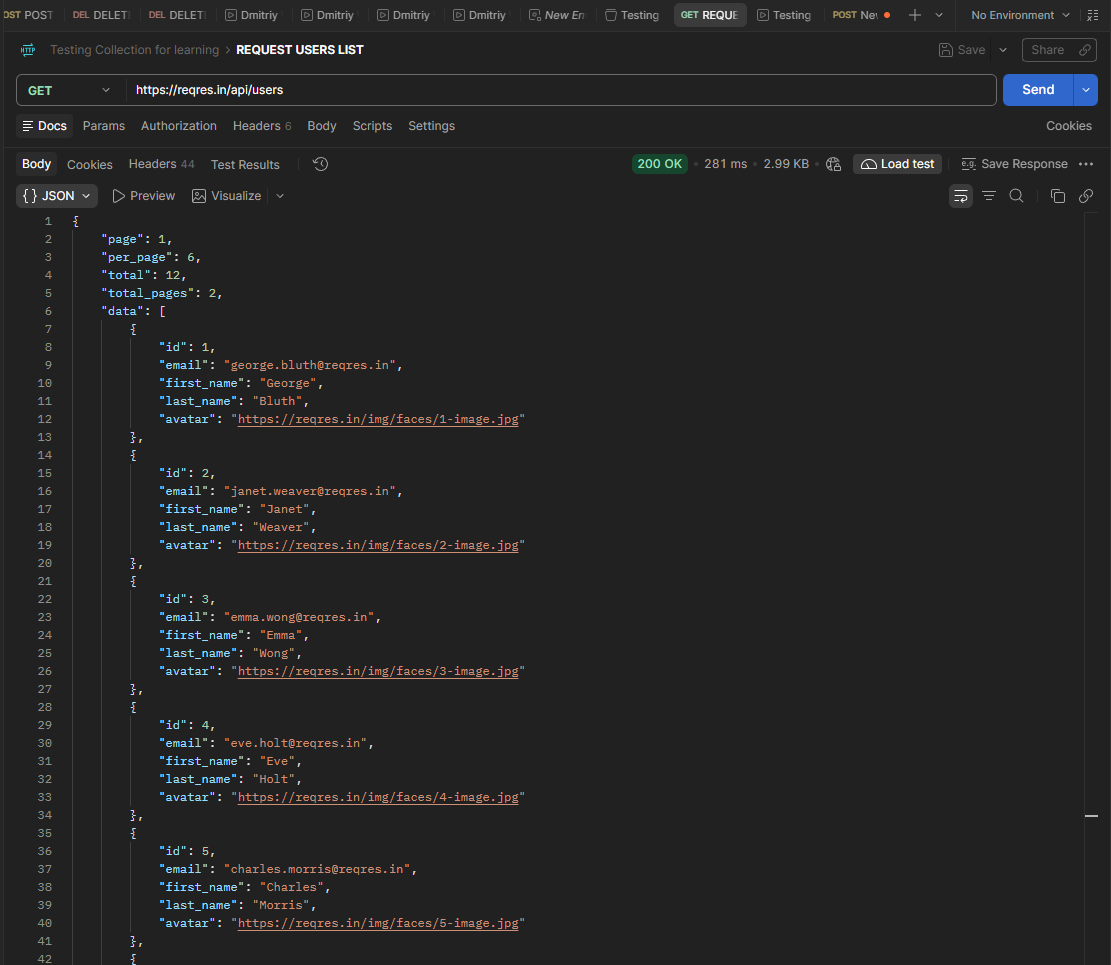 OST POST DEL DELET DEL DELET Dmitriy Dmitriy Dmitriy Dmitriy New En Testing GET REQUE Testing POST Nev No Environment
HTTP Testing Collection for learning > REQUEST USERS LIST Save Share
GET https://reqres.in/api/users Send
Docs Params Authorization Headers 6 Body Scripts Settings Cookies
Body Cookies Headers 44 Test Results 200 OK • 281 ms • 2.99 KB • Load test e.g. Save Response
{} JSON Preview Visualize
1 {
2 "page": 1,
3 "per_page": 6,
4 "total": 12,
5 "total_pages": 2,
6 "data": [
7 {
8 "id": 1,
9 "email": "george.bluth@reqres.in",
10 "first_name": "George",
11 "last_name": "Bluth",
12 "avatar": "https://reqres.in/img/faces/1-image.jpg"
13 },
14 {
15 "id": 2,
16 "email": "janet.weaver@reqres.in",
17 "first_name": "Janet",
18 "last_name": "Weaver",
19 "avatar": "https://reqres.in/img/faces/2-image.jpg"
20 },
21 {
22 "id": 3,
23 "email": "emma.wong@reqres.in",
24 "first_name": "Emma",
25 "last_name": "Wong",
26 "avatar": "https://reqres.in/img/faces/3-image.jpg"
27 },
28 {
29 "id": 4,
30 "email": "eve.holt@reqres.in",
31 "first_name": "Eve",
32 "last_name": "Holt",
33 "avatar": "https://reqres.in/img/faces/4-image.jpg"
34 },
35 {
36 "id": 5,
37 "email": "charles.morris@reqres.in",
38 "first_name": "Charles",
39 "last_name": "Morris",
40 "avatar": "https://reqres.in/img/faces/5-image.jpg"
41 },
42 {